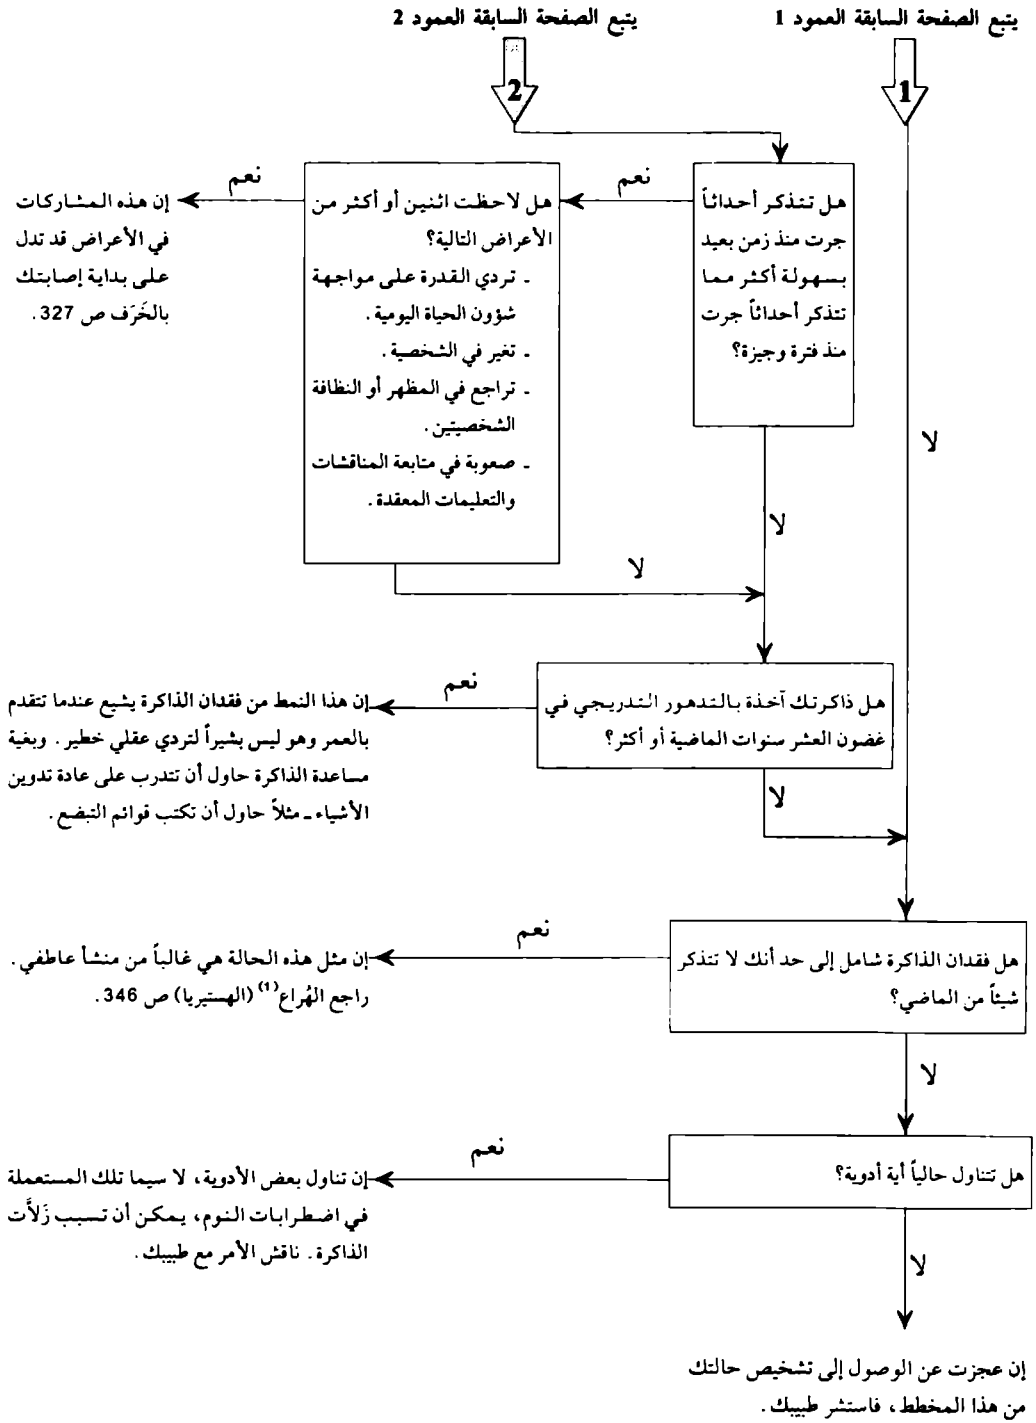 يتبع الصفحة السابقة العمود 1
يتبع الصفحة السابقة العمود 2
1
2
هل تتذكر أحداثاً
جرت منذ زمن بعيد
بسهولة أكثر مما
تتذكر أحداثاً جرت
منذ فترة وجيزة؟
نعم
هل لاحظت اثنين أو أكثر من
الأعراض التالية؟
- تردي القدرة على مواجهة
شؤون الحياة اليومية.
- تغير في الشخصية.
- تراجع في المظهر أو النظافة
الشخصيتين.
- صعوبة في متابعة المناقشات
والتعليمات المعقدة.
نعم
إن هذه المشاركات
في الأعراض قد تدل
على بداية إصابتك
بالخَرَف ص 327.
لا
لا
لا
هل ذاكرتك آخذة بالتدهور التدريجي في
غضون العشر سنوات الماضية أو أكثر؟
نعم
إن هذا النمط من فقدان الذاكرة يشيع عندما تتقدم
بالعمر وهو ليس بشيراً لتردي عقلي خطير. وبغية
مساعدة الذاكرة حاول أن تتدرب على عادة تدوين
الأشياء - مثلاً حاول أن تكتب قوائم التبضع.
لا
هل فقدان الذاكرة شامل إلى حد أنك لا تتذكر
شيئاً من الماضي؟
نعم
إن مثل هذه الحالة هي غالباً من منشأ عاطفي.
راجع الهُراع(1) (الهستيريا) ص 346.
لا
هل تتناول حالياً أية أدوية؟
نعم
إن تناول بعض الأدوية، لا سيما تلك المستعملة
في اضطرابات النوم، يمكن أن تسبب زَلاَّت
الذاكرة. ناقش الأمر مع طبيبك.
لا
إن عجزت عن الوصول إلى تشخيص حالتك
من هذا المخطط، فاستشر طبيبك.